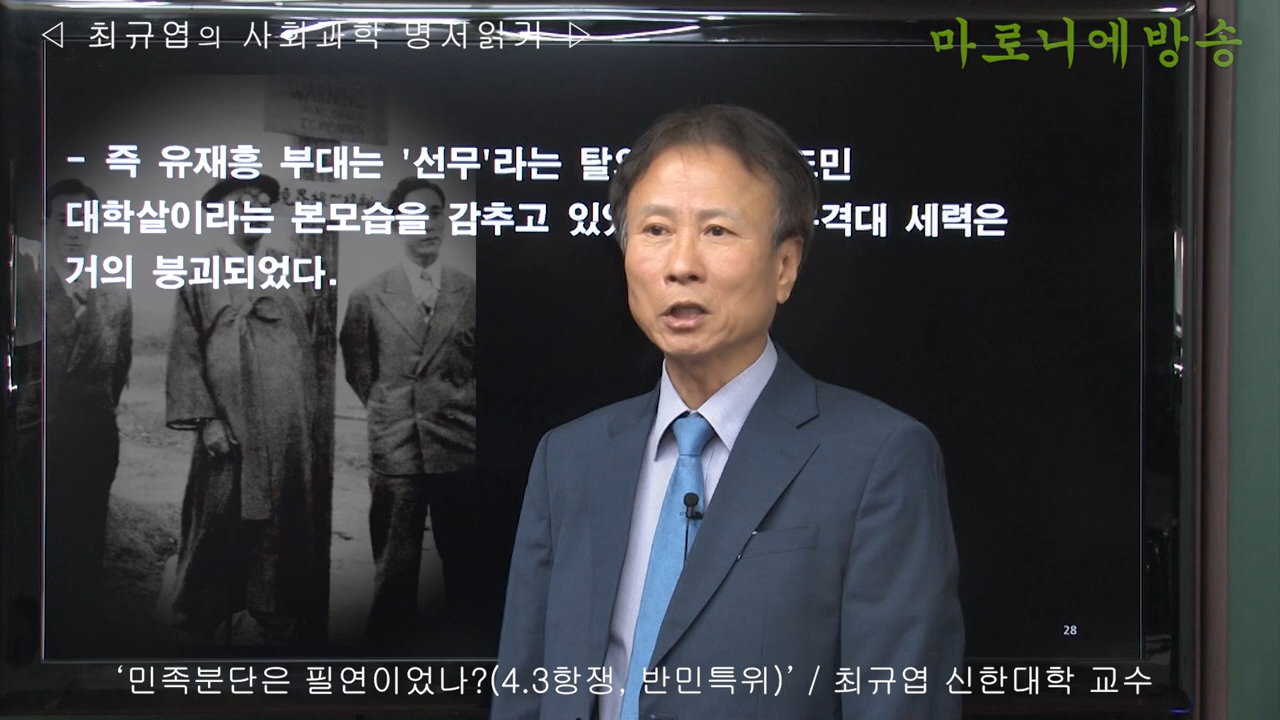 ◁ 최규엽의 사회과학 명저읽기 ▷
마로니에방송
WARNING
- 즉 유재흥 부대는 '선무'라는
대학살이라는 본모습을 감추고 세력은
거의 붕괴되었다.
28
‘민족분단은 필연이었나?(4.3항쟁, 반민특위)’ / 최규엽 신한대학 교수